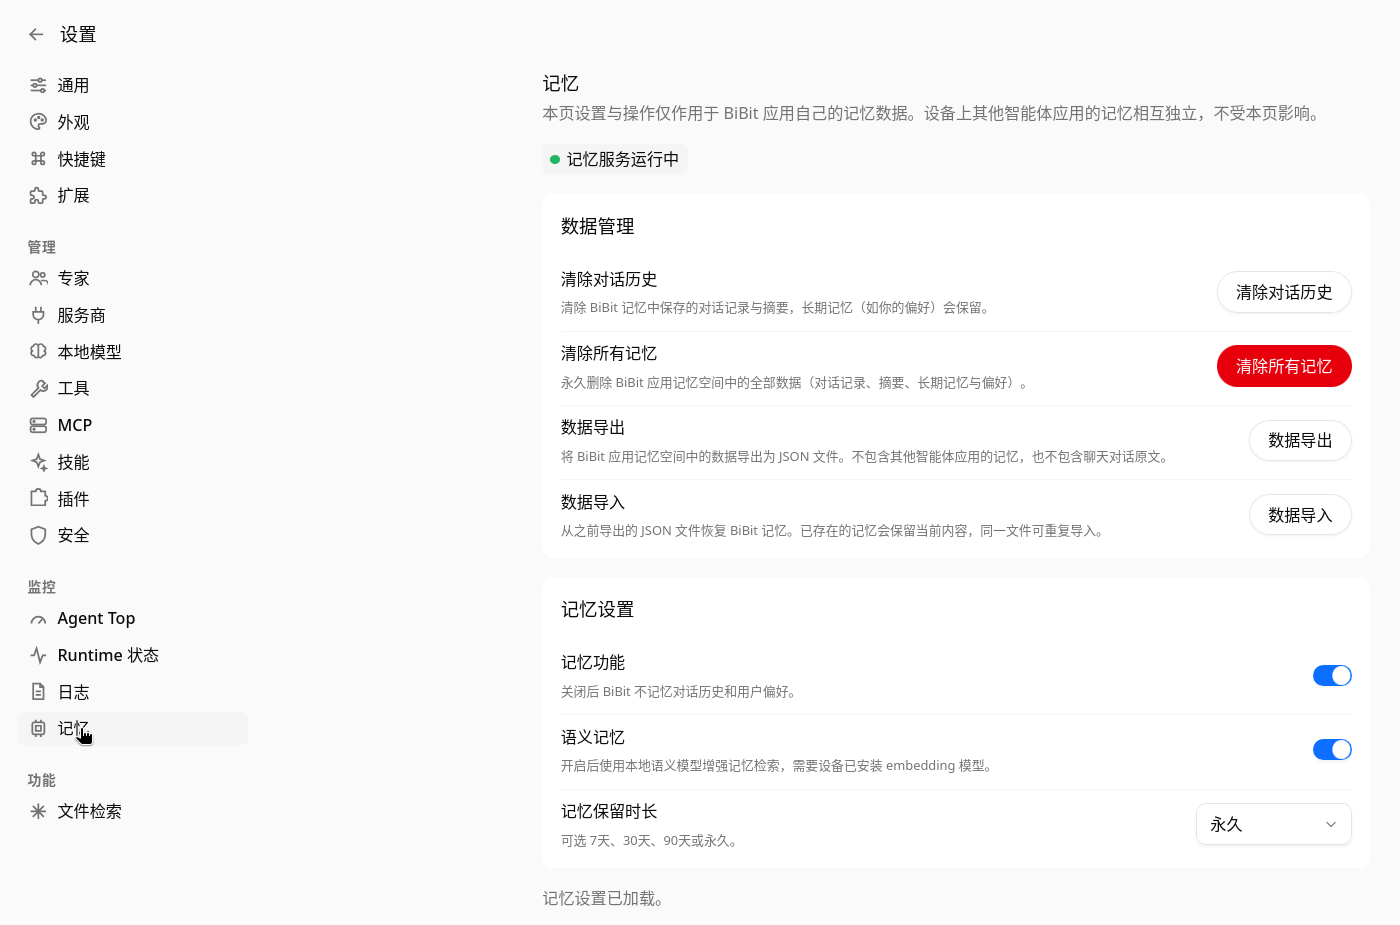 设置
通用
外观
快捷键
扩展
管理
专家
服务商
本地模型
工具
MCP
技能
插件
安全
监控
Agent Top
Runtime 状态
日志
记忆
功能
文件检索
记忆
本页设置与操作仅作用于 BiBit 应用自己的记忆数据。设备上其他智能体应用的记忆相互独立，不受本页影响。
记忆服务运行中
数据管理
清除对话历史
清除 BiBit 记忆中保存的对话记录与摘要，长期记忆（如你的偏好）会保留。
清除对话历史
清除所有记忆
永久删除 BiBit 应用记忆空间中的全部数据（对话记录、摘要、长期记忆与偏好）。
清除所有记忆
数据导出
将 BiBit 应用记忆空间中的数据导出为 JSON 文件。不包含其他智能体应用的记忆，也不包含聊天对话原文。
数据导出
数据导入
从之前导出的 JSON 文件恢复 BiBit 记忆。已存在的记忆会保留当前内容，同一文件可重复导入。
数据导入
记忆设置
记忆功能
关闭后 BiBit 不记忆对话历史和用户偏好。
语义记忆
开启后使用本地语义模型增强记忆检索，需要设备已安装 embedding 模型。
记忆保留时长
可选 7天、30天、90天或永久。
永久
记忆设置已加载。